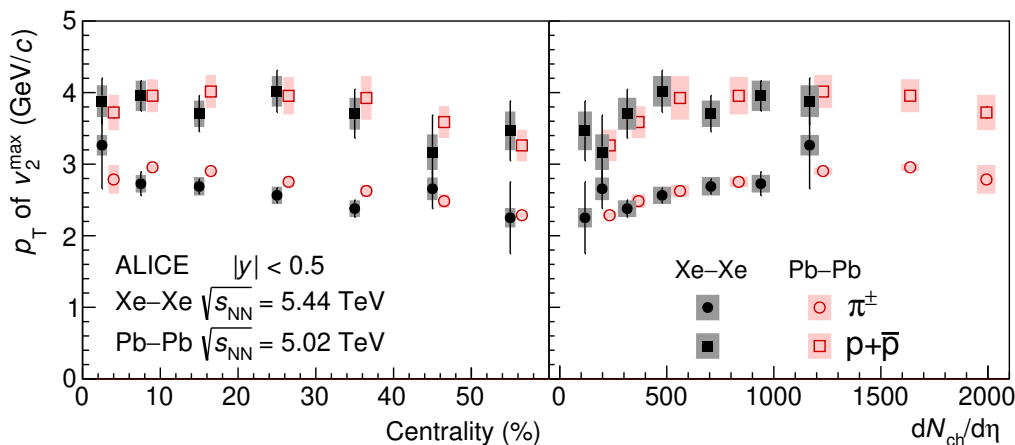 p_T of v_2^max (GeV/c)
5
4
3
2
1
0
ALICE |y| < 0.5
Xe–Xe √s_NN = 5.44 TeV
Pb–Pb √s_NN = 5.02 TeV
0 10 20 30 40 50
Centrality (%)
Xe–Xe Pb–Pb
π±
p+p̅
0 500 1000 1500 2000
dN_ch/dη